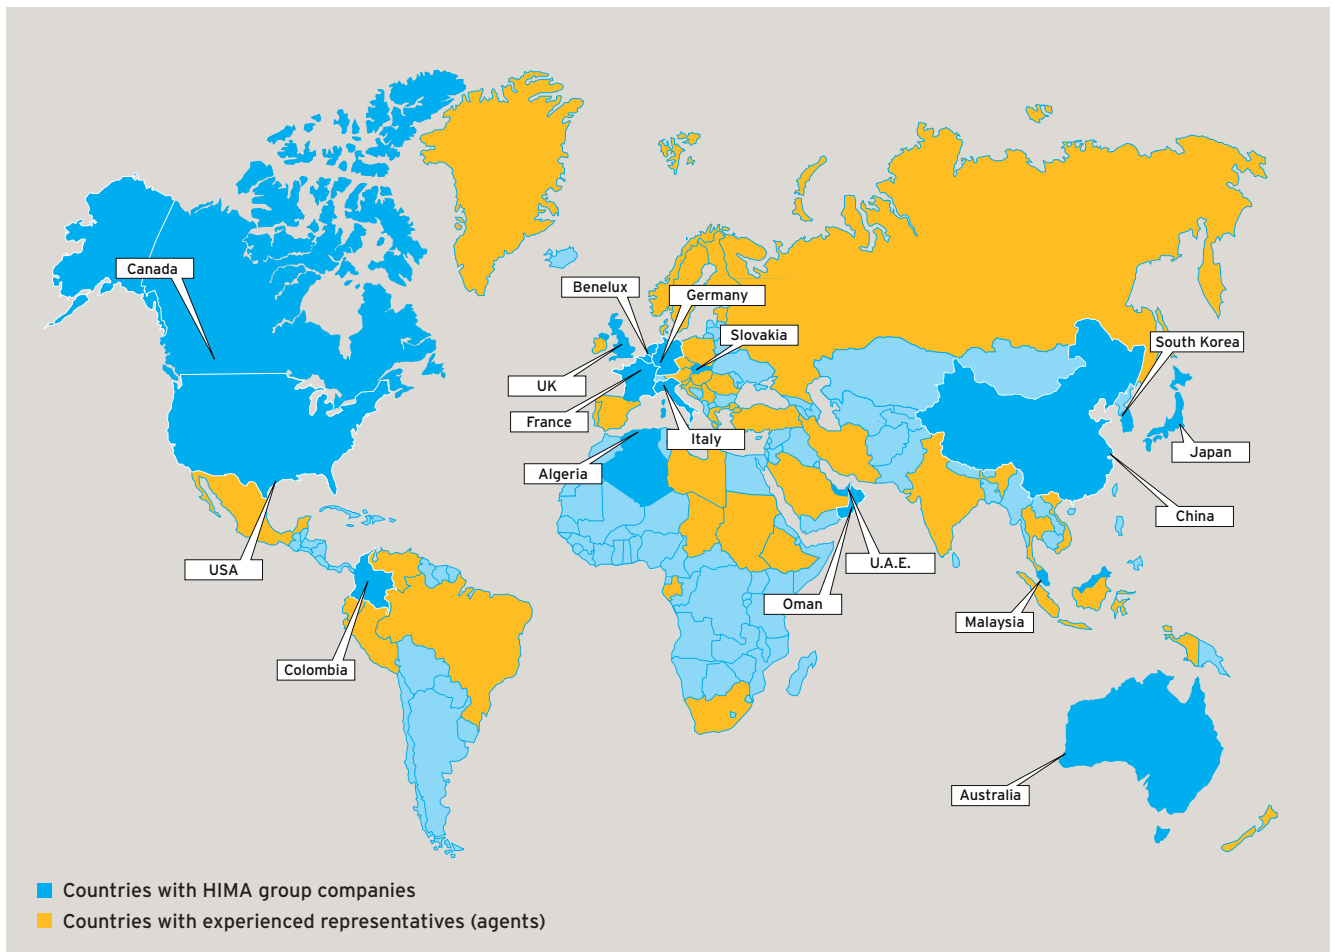 Canada
Benelux
Germany
Slovakia
South Korea
UK
France
Italy
Japan
Algeria
China
USA
U.A.E.
Oman
Malaysia
Colombia
Australia
Countries with HIMA group companies
Countries with experienced representatives (agents)